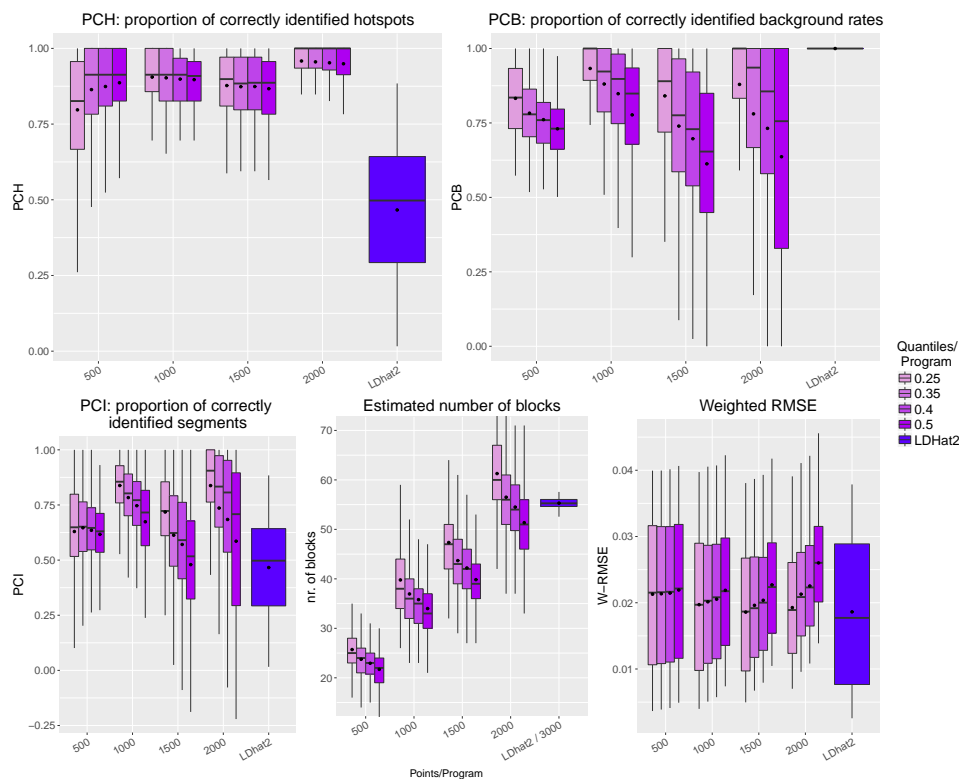 PCH: proportion of correctly identified hotspots
PCH
1.00
0.75
0.50
0.25
0.00
500
1000
1500
2000
LDhat2
PCB: proportion of correctly identified background rates
PCB
1.00
0.75
0.50
0.25
0.00
500
1000
1500
2000
LDhat2
Quantiles/
Program
0.25
0.35
0.4
0.5
LDHat2
PCI: proportion of correctly
identified segments
PCI
1.00
0.75
0.50
0.25
0.00
−0.25
500
1000
1500
2000
LDhat2
Estimated number of blocks
nr. of blocks
70
60
50
40
30
20
500
1000
1500
2000
LDhat2 / 3000
Points/Program
Weighted RMSE
W−RMSE
0.04
0.03
0.02
0.01
500
1000
1500
2000
LDhat2